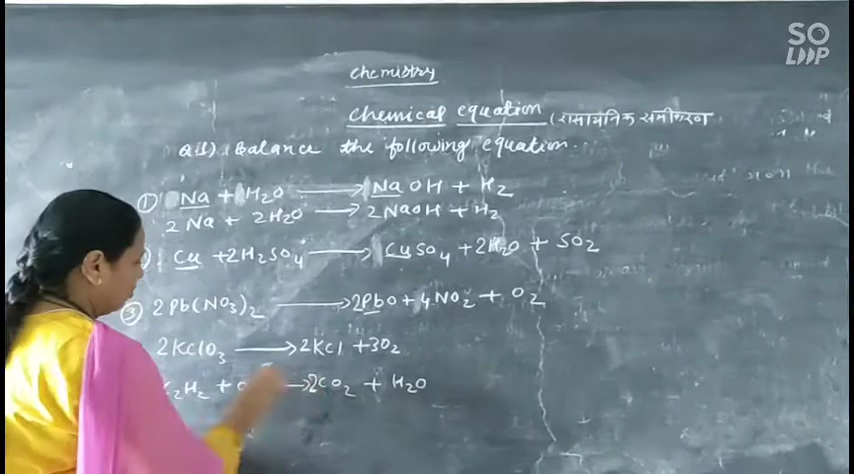 SO
LOOP
Chemistry
Chemical equation (रासायनिक समीकरण
Q.1) Balance the following equation.
① Na + H₂O ⟶ NaOH + H₂
2Na + 2H₂O ⟶ 2NaOH + H₂
Cu + 2H₂SO₄ ⟶ CuSO₄ + 2H₂O + SO₂
③ 2Pb(NO₃)₂ ⟶ 2PbO + 4NO₂ + O₂
2KClO₃ ⟶ 2KCl + 3O₂
C₂H₂ + O ⟶ 2CO₂ + H₂O